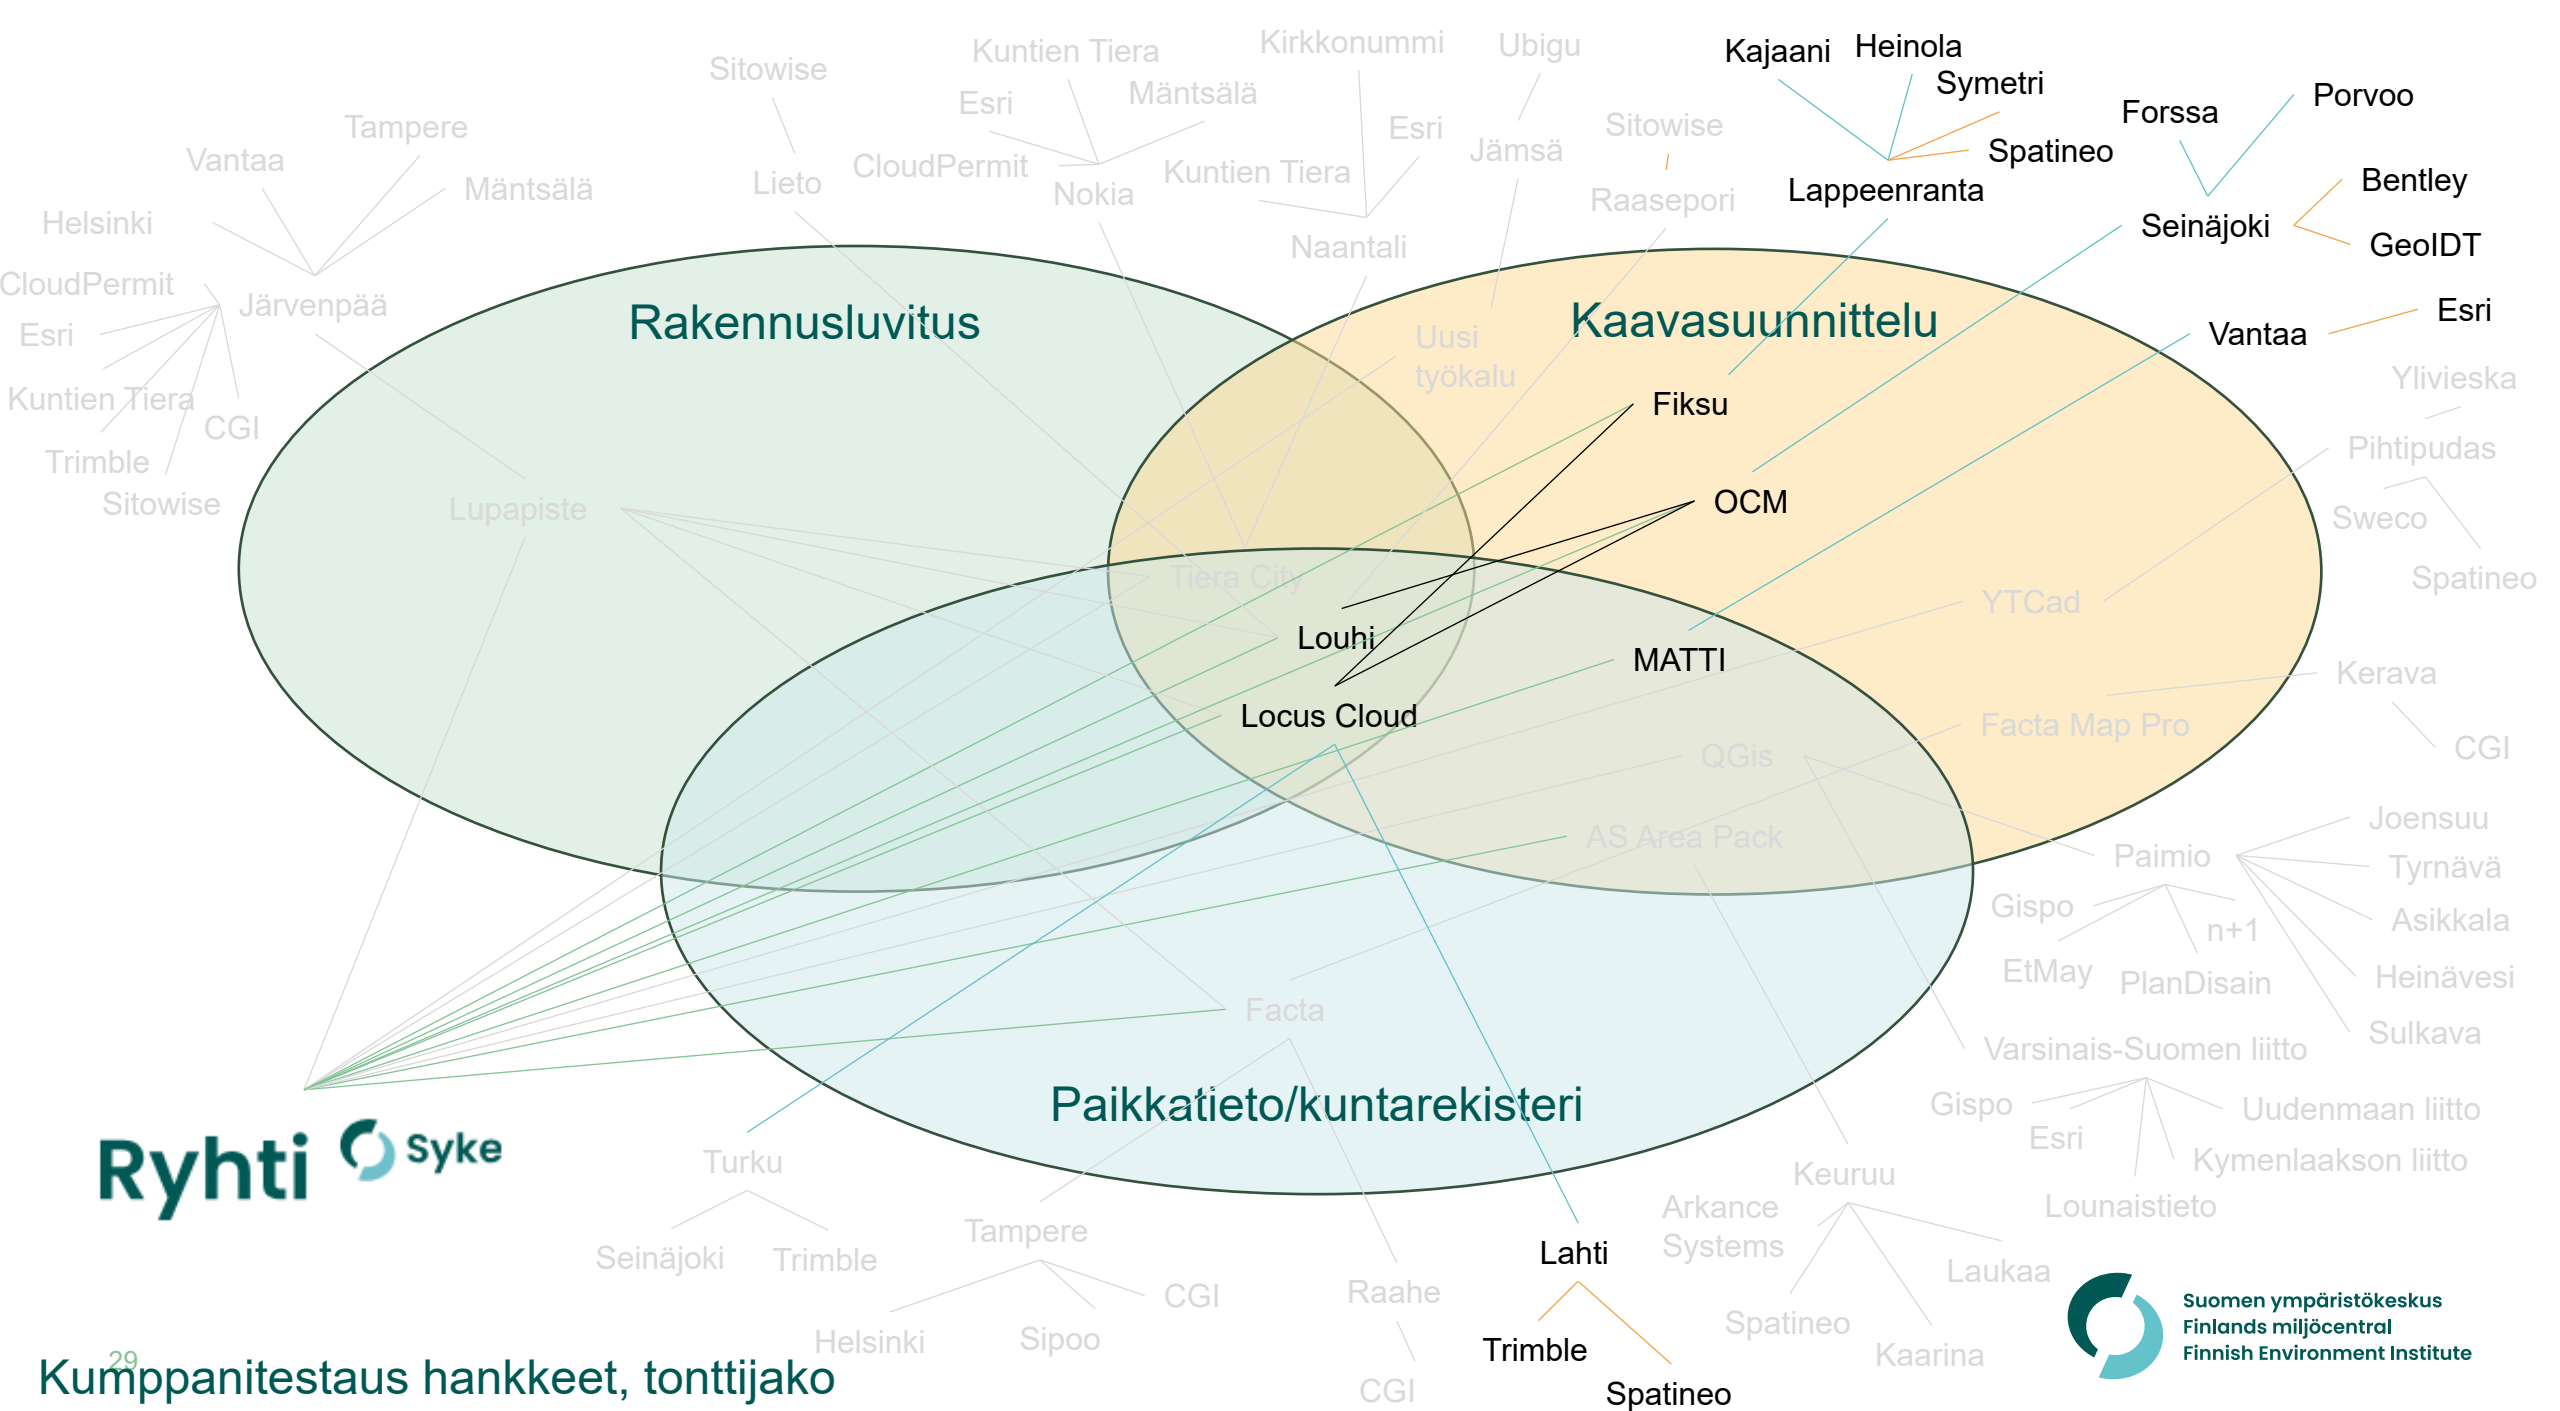 Kuntien Tiera
Kirkkonummi
Ubigu
Kajaani
Heinola
Sitowise
Symetri
Esri
Mäntsälä
Porvoo
Forssa
Tampere
Esri
Sitowise
Vantaa
CloudPermit
Jämsä
Spatineo
Mäntsälä
Lieto
Nokia
Kuntien Tiera
Raasepori
Lappeenranta
Bentley
Helsinki
Naantali
Seinäjoki
GeoIDT
CloudPermit
Järvenpää
Rakennusluvitus
Kaavasuunnittelu
Esri
Esri
Uusi
työkalu
Vantaa
Kuntien Tiera
CGI
Fiksu
Ylivieska
Trimble
Pihtipudas
Sitowise
Lupapiste
OCM
Sweco
Tiera City
Spatineo
YTCad
Louhi
MATTI
Kerava
Locus Cloud
Facta Map Pro
QGis
CGI
AS Area Pack
Joensuu
Paimio
Tyrnävä
Gispo
n+1
Asikkala
EtMay
PlanDisain
Heinävesi
Facta
Sulkava
Varsinais-Suomen liitto
Paikkatieto/kuntarekisteri
Gispo
Uudenmaan liitto
Esri
Kymenlaakson liitto
Ryhti
Syke
Turku
Keuruu
Lounaistieto
Seinäjoki
Trimble
Tampere
Lahti
Arkance
Systems
Laukaa
CGI
Raahe
Helsinki
Sipoo
Trimble
Spatineo
Kaarina
CGI
Spatineo
Suomen ympäristökeskus
Finlands miljöcentral
Finnish Environment Institute
29
Kumppanitestaus hankkeet, tonttijako